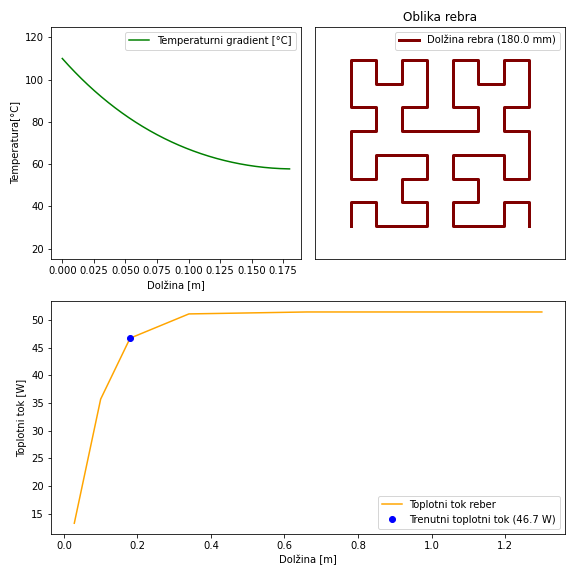 Temperaturni gradient [°C]
120
100
80
60
40
20
Temperatura[°C]
0.000 0.025 0.050 0.075 0.100 0.125 0.150 0.175
Dolžina [m]
Oblika rebra
Dolžina rebra (180.0 mm)
50
45
40
35
30
25
20
15
Toplotni tok [W]
Toplotni tok reber
Trenutni toplotni tok (46.7 W)
0.0 0.2 0.4 0.6 0.8 1.0 1.2
Dolžina [m]